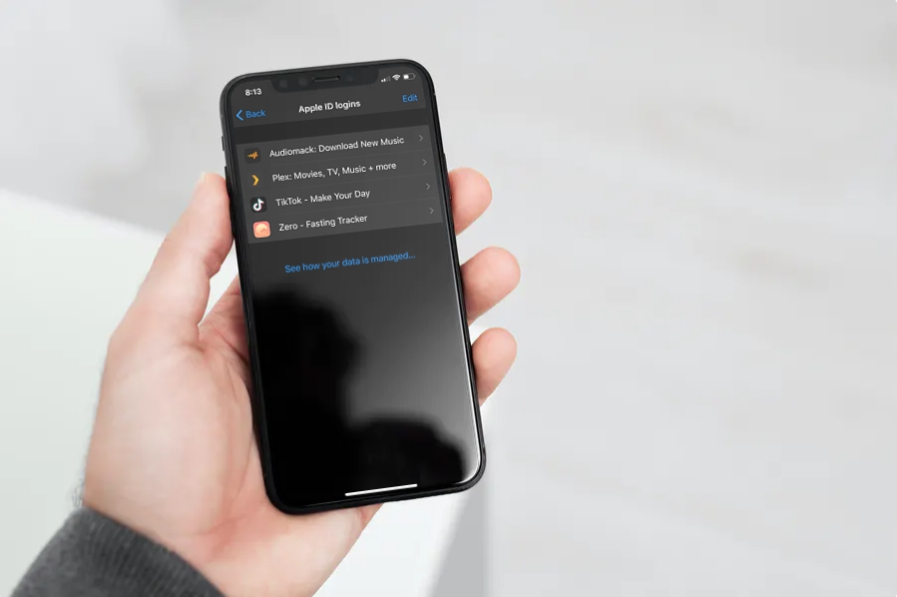 8:13
Back
Apple ID logins
Edit
Audiomack: Download New Music
Plex: Movies, TV, Music + more
TikTok - Make Your Day
Zero - Fasting Tracker
See how your data is managed...